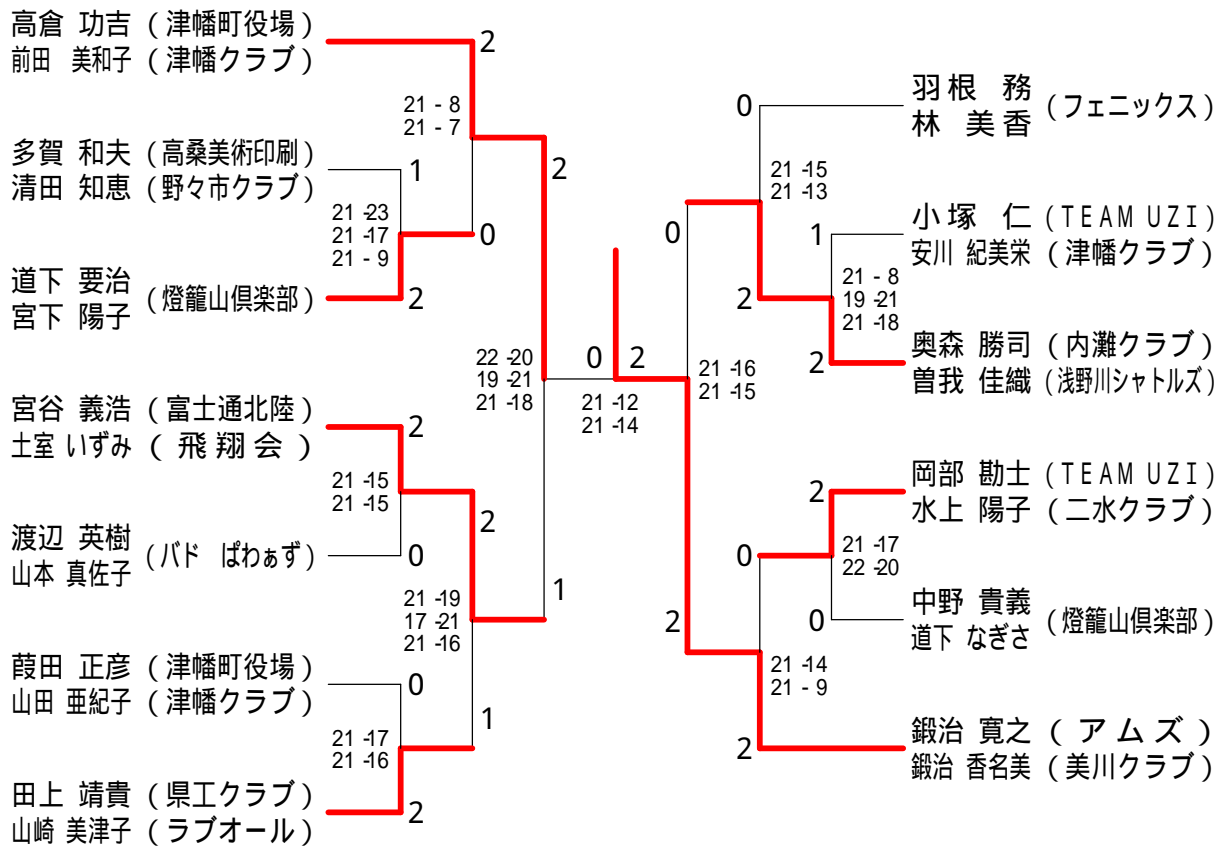 高倉 功吉 (津幡町役場)
前田 美和子 (津幡クラブ)
2
21 - 8
21 - 7
多賀 和夫 (高桑美術印刷)
清田 知恵 (野々市クラブ)
1
21 -23
21 -17
21 - 9
0
道下 要治
宮下 陽子
(燈籠山倶楽部)
2
2
22 -20
19 -21
21 -18
宮谷 義浩 (富士通北陸)
土室 いずみ (飛翔会)
2
21 -15
21 -15
2
渡辺 英樹
山本 真佐子
(バド ぱわぁず)
0
21 -19
17 -21
21 -16
1
葭田 正彦 (津幡町役場)
山田 亜紀子 (津幡クラブ)
0
21 -17
21 -16
1
田上 靖貴 (県工クラブ)
山崎 美津子 (ラブオール)
2
0
2
21 -12
21 -14
0
羽根 務
林 美香
(フェニックス)
21 -15
21 -13
0
1
小塚 仁 (TEAM UZI)
安川 紀美栄 (津幡クラブ)
21 - 8
19 -21
21 -18
2
2
奥森 勝司 (内灘クラブ)
曽我 佳織 (浅野川シャトルズ)
21 -16
21 -15
2
岡部 勘士 (TEAM UZI)
水上 陽子 (二水クラブ)
0
21 -17
22 -20
2
0
中野 貴義
道下 なぎさ
(燈籠山倶楽部)
21 -14
21 - 9
2
鍛治 寛之 (アムズ)
鍛治 香名美 (美川クラブ)